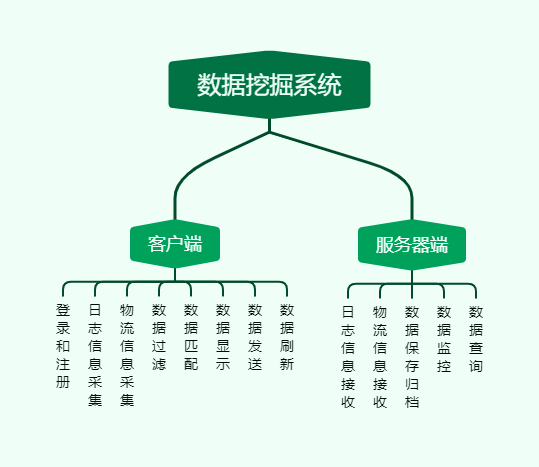 数据挖掘系统
客户端
服务器端
登录和注册
日志信息采集
物流信息采集
数据过滤
数据匹配
数据显示
数据发送
数据刷新
日志信息接收
物流信息接收
数据保存归档
数据监控
数据查询